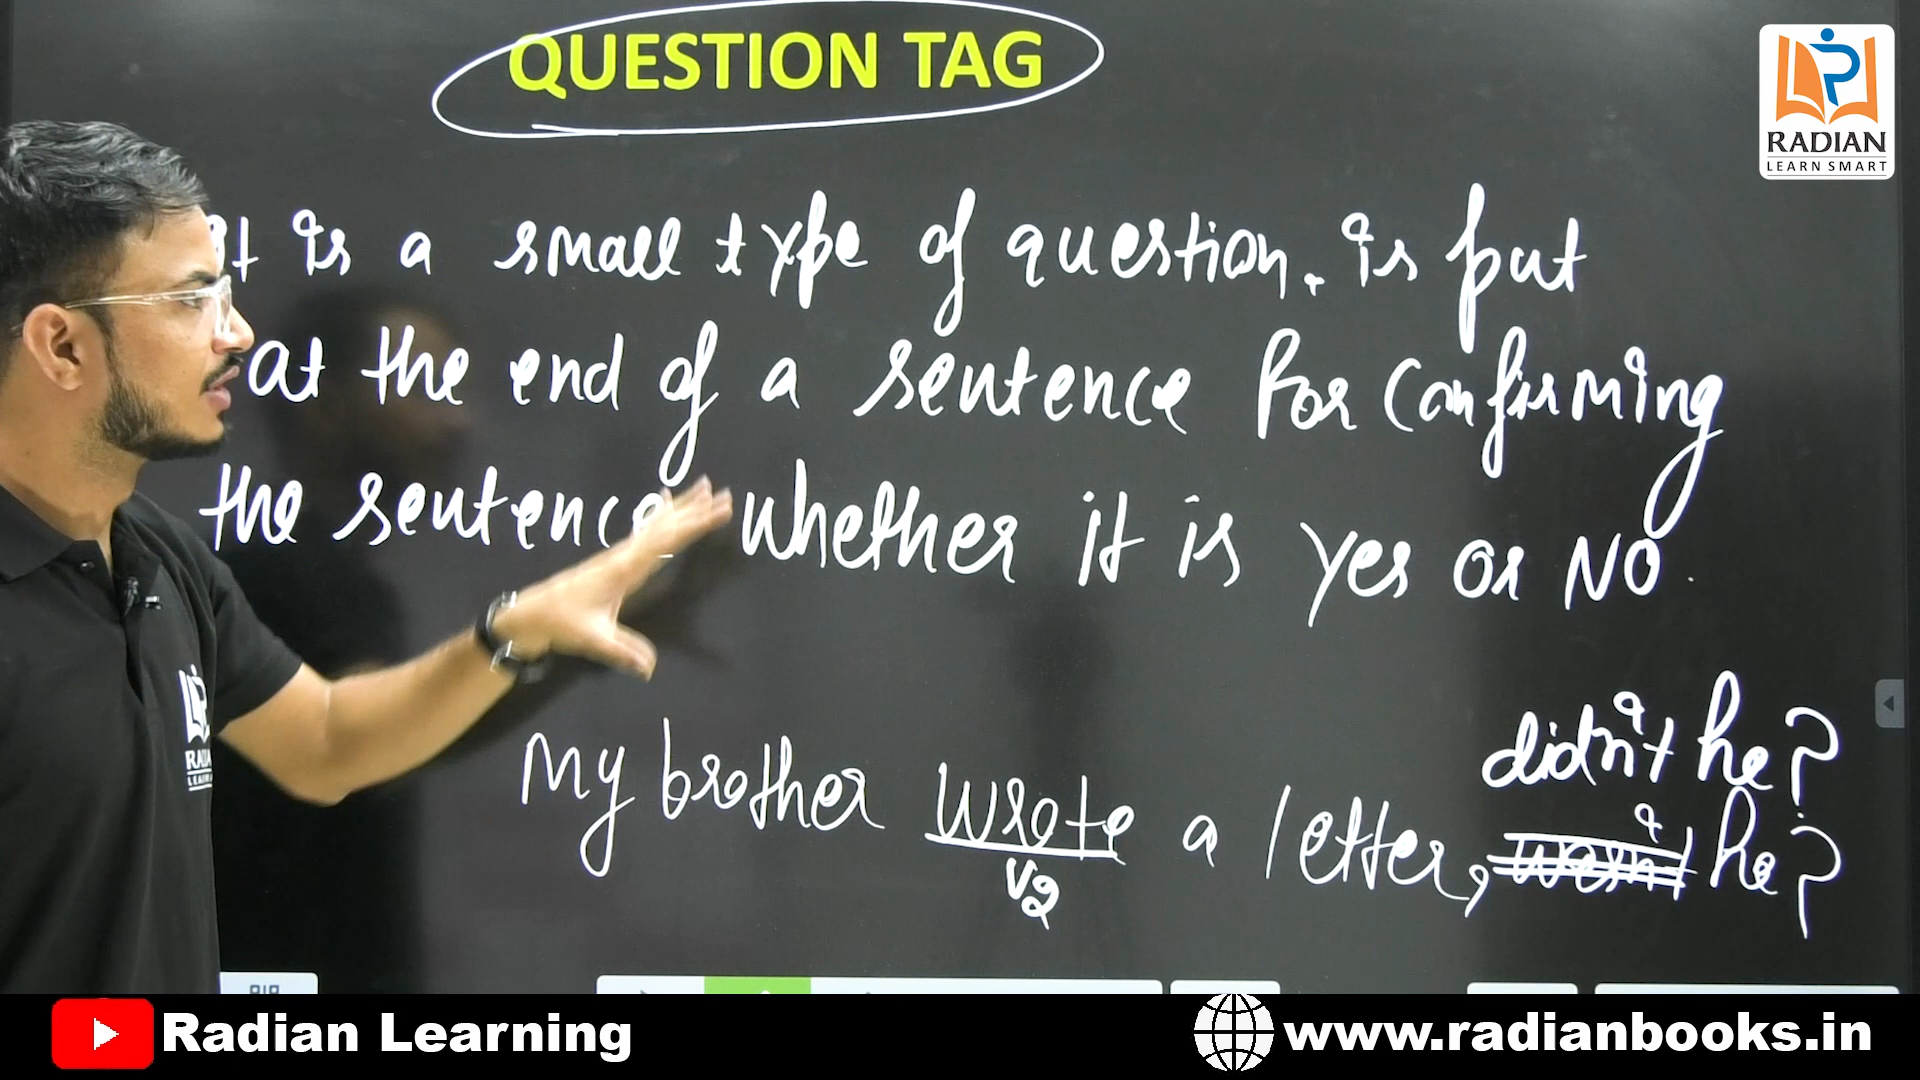 QUESTION TAG
RADIAN
LEARN SMART
It is a small type of question. is put
at the end of a sentence for confirming
the sentence whether it is yes or NO.
didn't he?
My brother wrote a letter, wasn't he?
V2
RADIA
LEARN
Radian Learning
www.radianbooks.in